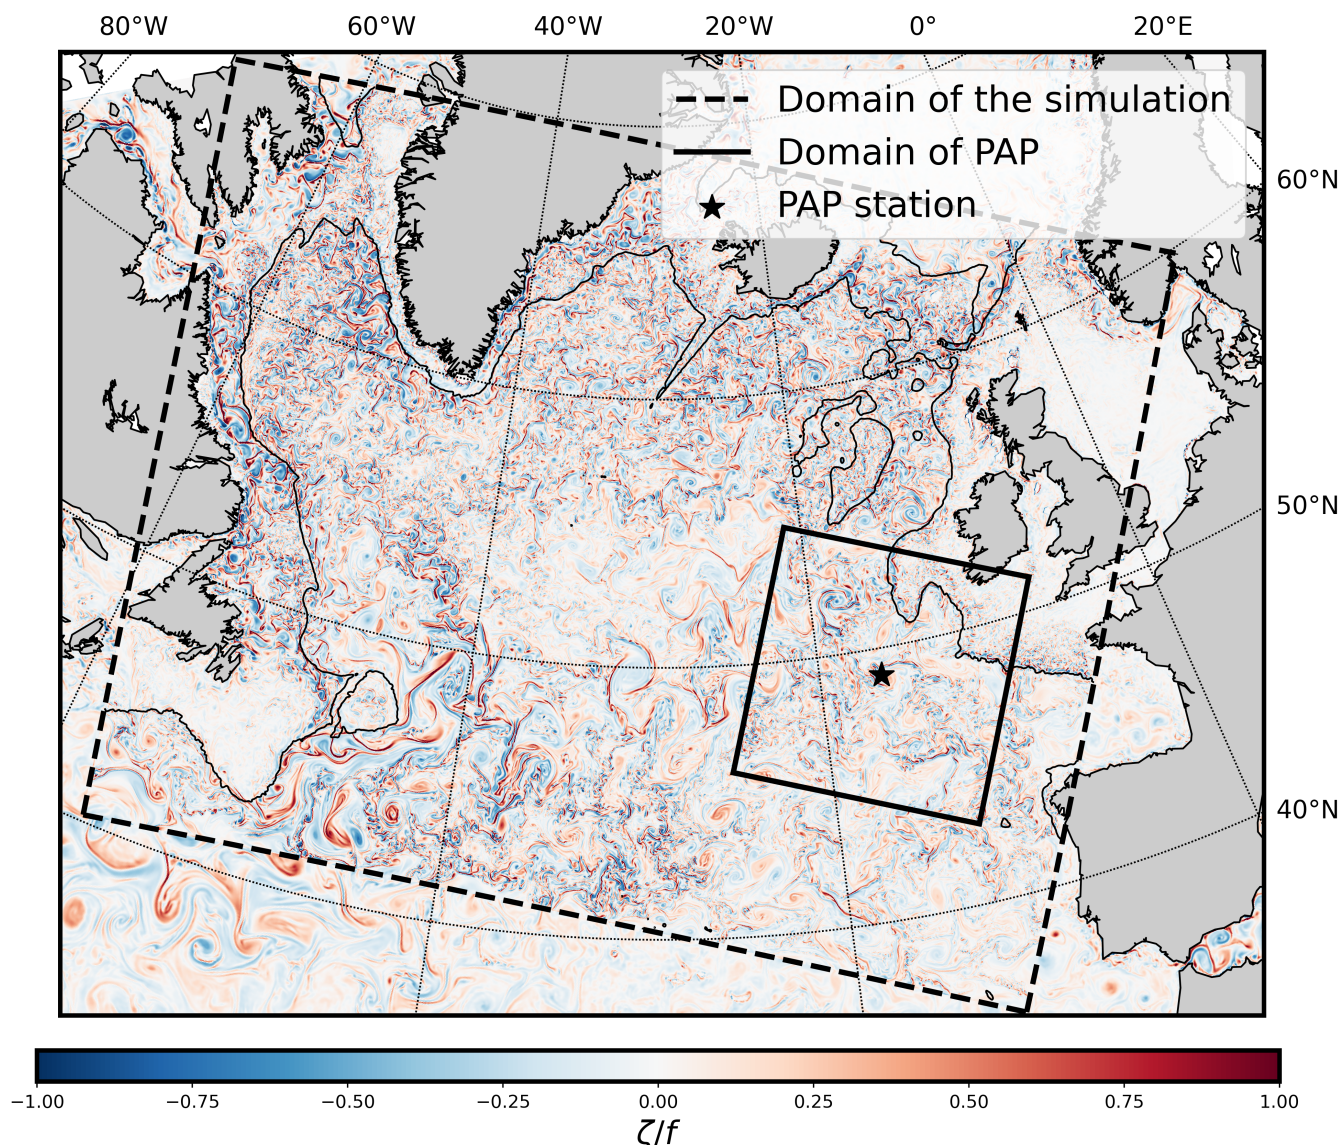 80°W 60°W 40°W 20°W 0° 20°E
Domain of the simulation
Domain of PAP
PAP station
60°N
50°N
40°N
−1.00 −0.75 −0.50 −0.25 0.00 0.25 0.50 0.75 1.00
ζ/f